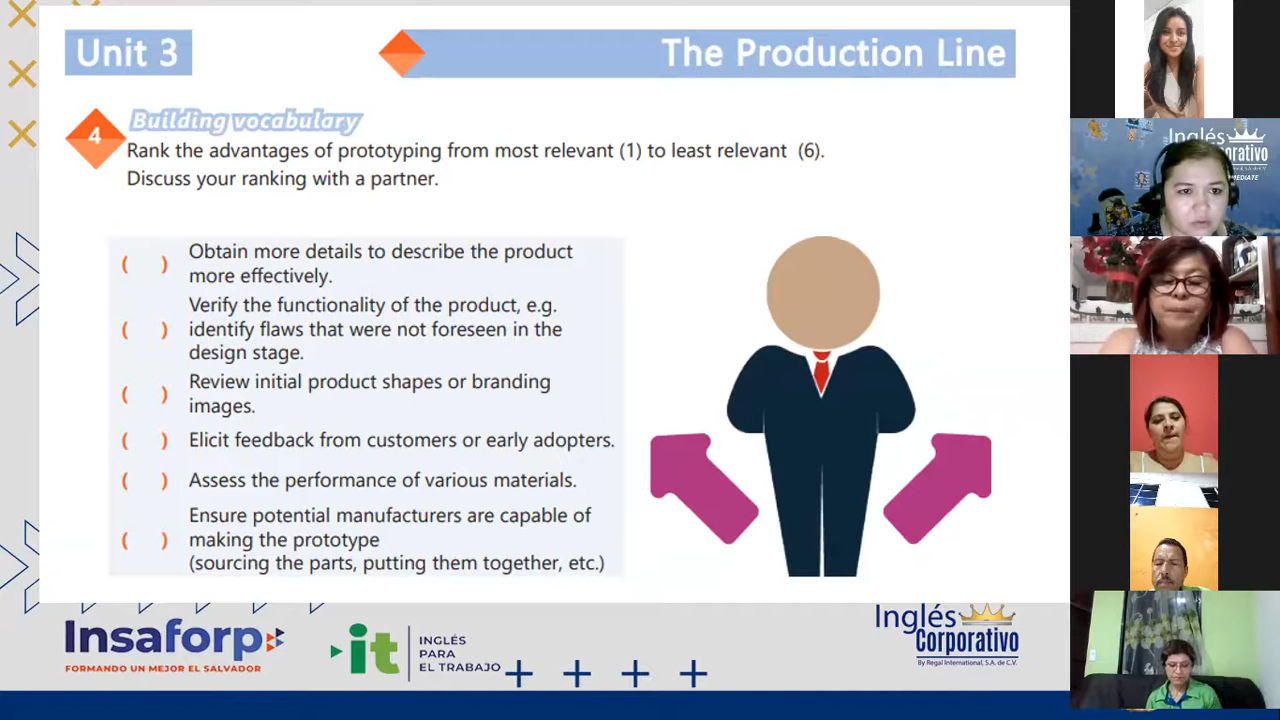 Unit 3
The Production Line
4
Building vocabulary
Rank the advantages of prototyping from most relevant (1) to least relevant (6).
Discuss your ranking with a partner.
( ) Obtain more details to describe the product
more effectively.
( ) Verify the functionality of the product, e.g.
identify flaws that were not foreseen in the
design stage.
( ) Review initial product shapes or branding
images.
( ) Elicit feedback from customers or early adopters.
( ) Assess the performance of various materials.
( ) Ensure potential manufacturers are capable of
making the prototype
(sourcing the parts, putting them together, etc.)
Insaforp
FORMANDO UN MEJOR EL SALVADOR
it
INGLÉS
PARA
EL TRABAJO
Inglés
Corporativo
By Regal International, S.A. de C.V.
Inglés